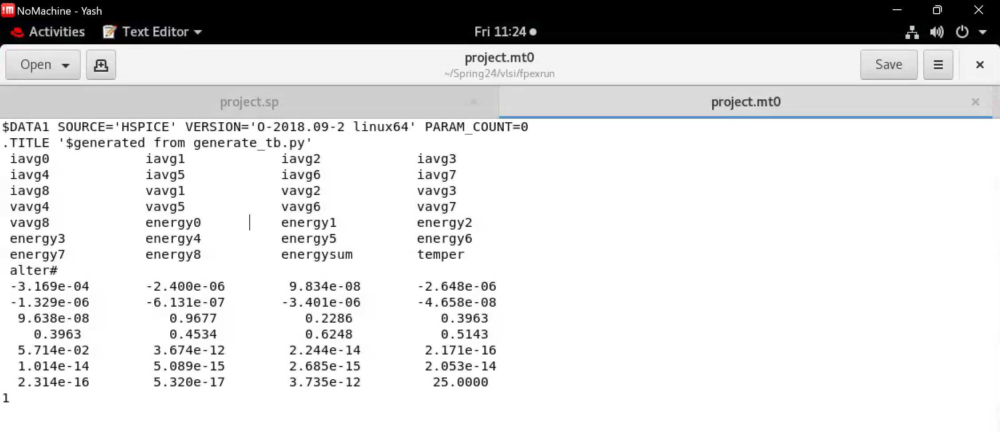 NoMachine - Yash
Activities Text Editor Fri 11:24
Open project.mt0 Save
~/Spring24/vlsi/fpexrun
project.sp project.mt0
$DATA1 SOURCE='HSPICE' VERSION='O-2018.09-2 linux64' PARAM_COUNT=0
.TITLE '$generated from generate_tb.py'
iavg0 iavg1 iavg2 iavg3
iavg4 iavg5 iavg6 iavg7
iavg8 vavg1 vavg2 vavg3
vavg4 vavg5 vavg6 vavg7
vavg8 energy0 energy1 energy2
energy3 energy4 energy5 energy6
energy7 energy8 energysum temper
alter#
-3.169e-04 -2.400e-06 9.834e-08 -2.648e-06
-1.329e-06 -6.131e-07 -3.401e-06 -4.658e-08
9.638e-08 0.9677 0.2286 0.3963
0.3963 0.4534 0.6248 0.5143
5.714e-02 3.674e-12 2.244e-14 2.171e-16
1.014e-14 5.089e-15 2.685e-15 2.053e-14
2.314e-16 5.320e-17 3.735e-12 25.0000
1